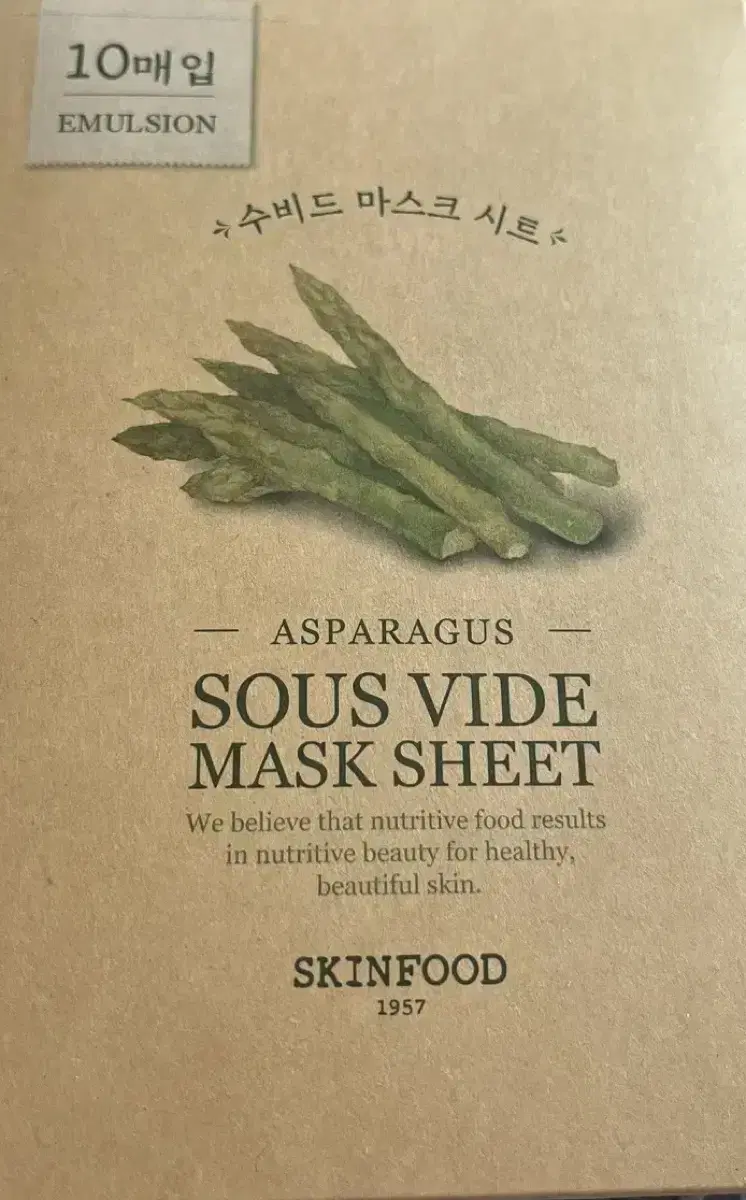 10매입
EMULSION
수비드 마스크 시트
ASPARAGUS
SOUS VIDE
MASK SHEET
We believe that nutritive food results
in nutritive beauty for healthy,
beautiful skin.
SKINFOOD
1957